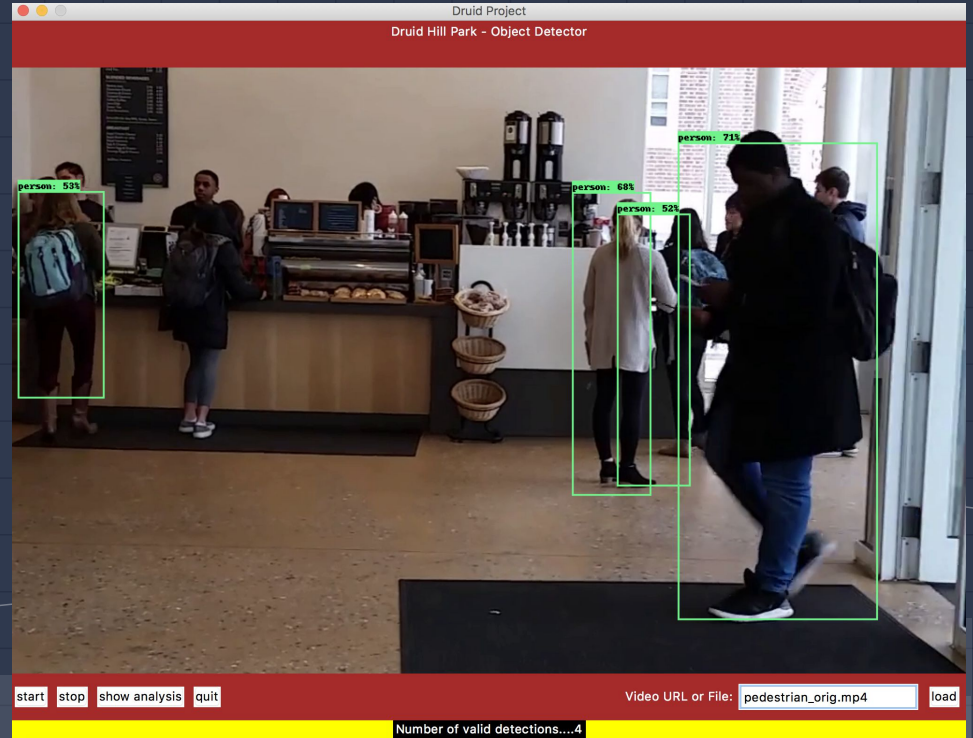 Druid Project
Druid Hill Park - Object Detector
BREAKFAST
person: 71%
person: 53%
person: 68%
person: 52%
start stop show analysis quit Video URL or File: pedestrian_orig.mp4 load
Number of valid detections....4